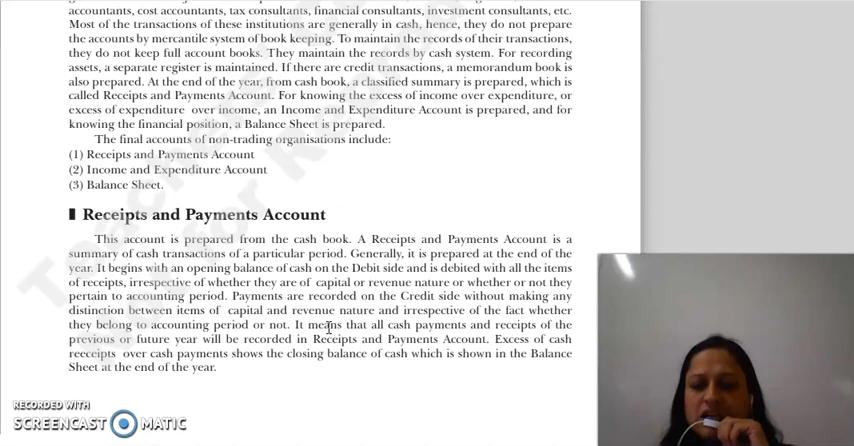 accountants, cost accountants, tax consultants, financial consultants, investment consultants, etc.
Most of the transactions of these institutions are generally in cash, hence, they do not prepare
the accounts by mercantile system of book keeping. To maintain the records of their transactions,
they do not keep full account books. They maintain the records by cash system. For recording
assets, a separate register is maintained. If there are credit transactions, a memorandum book is
also prepared. At the end of the year, from cash book, a classified summary is prepared, which is
called Receipts and Payments Account. For knowing the excess of income over expenditure, or
excess of expenditure over income, an Income and Expenditure Account is prepared, and for
knowing the financial position, a Balance Sheet is prepared.
The final accounts of non-trading organisations include:
(1) Receipts and Payments Account
(2) Income and Expenditure Account
(3) Balance Sheet.
Receipts and Payments Account
This account is prepared from the cash book. A Receipts and Payments Account is a
summary of cash transactions of a particular period. Generally, it is prepared at the end of the
year. It begins with an opening balance of cash on the Debit side and is debited with all the items
of receipts, irrespective of whether they are of capital or revenue nature or whether or not they
pertain to accounting period. Payments are recorded on the Credit side without making any
distinction between items of capital and revenue nature and irrespective of the fact whether
they belong to accounting period or not. It means that all cash payments and receipts of the
previous or future year will be recorded in Receipts and Payments Account. Excess of cash
reeceipts over cash payments shows the closing balance of cash which is shown in the Balance
Sheet at the end of the year.
RECORDED WITH
SCREENCAST MATIC